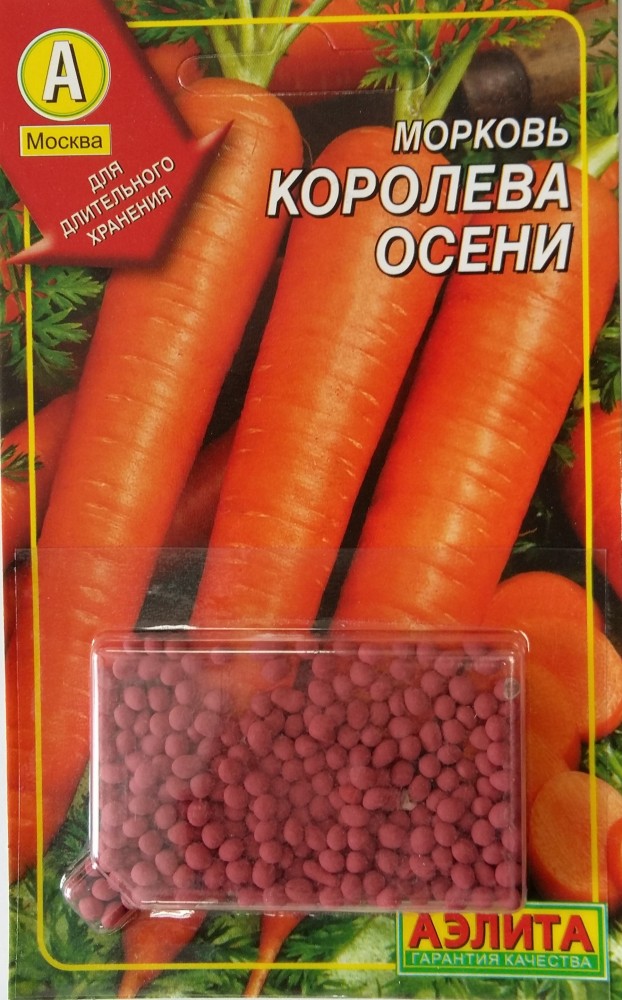 А
Москва
ДЛЯ
ДЛИТЕЛЬНОГО
ХРАНЕНИЯ
МОРКОВЬ
КОРОЛЕВА
ОСЕНИ
АЭЛИТА
ГАРАНТИЯ КАЧЕСТВА